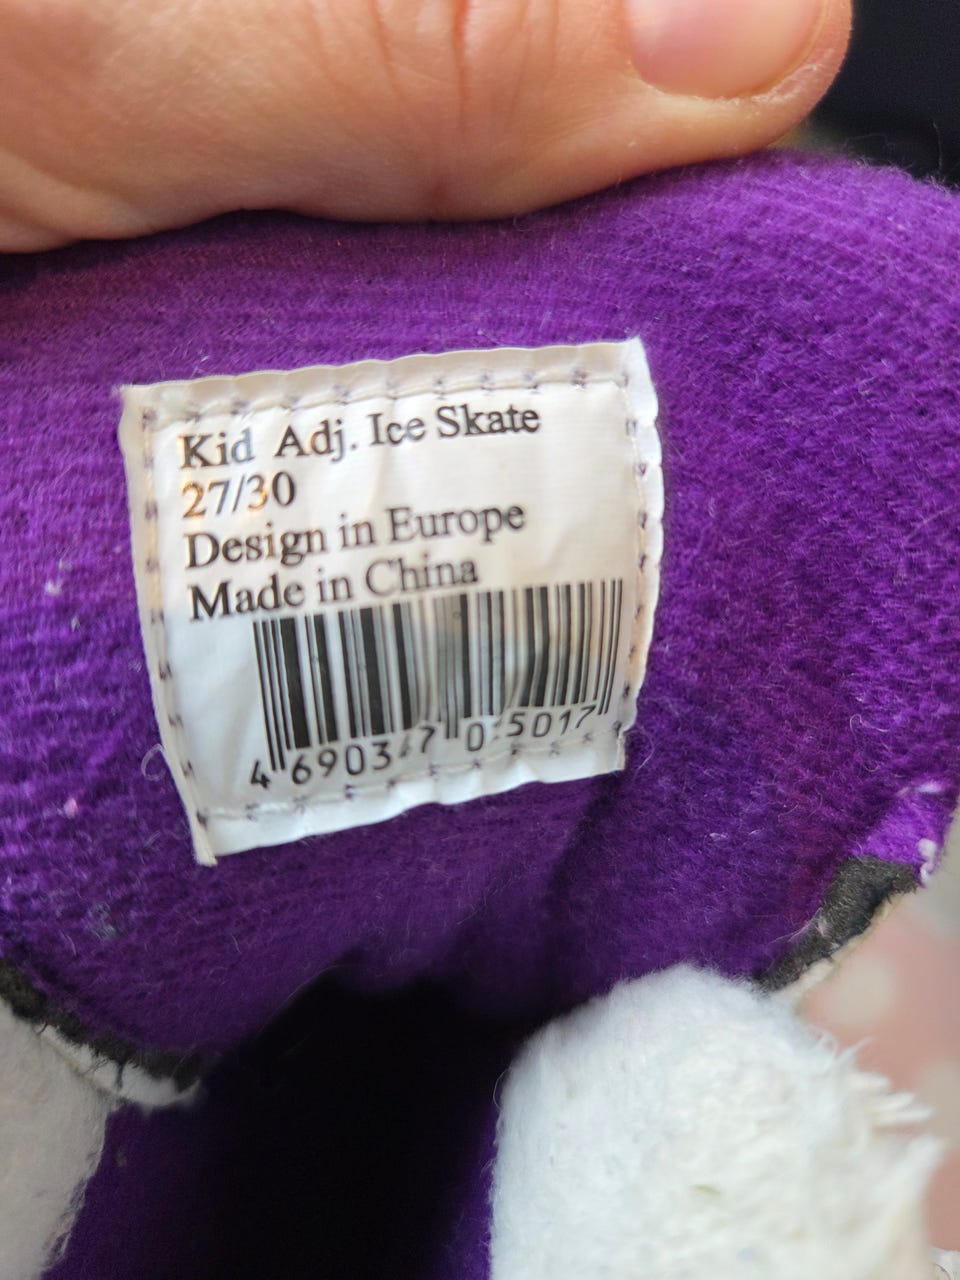 Kid Adj. Ice Skate
27/30
Design in Europe
Made in China